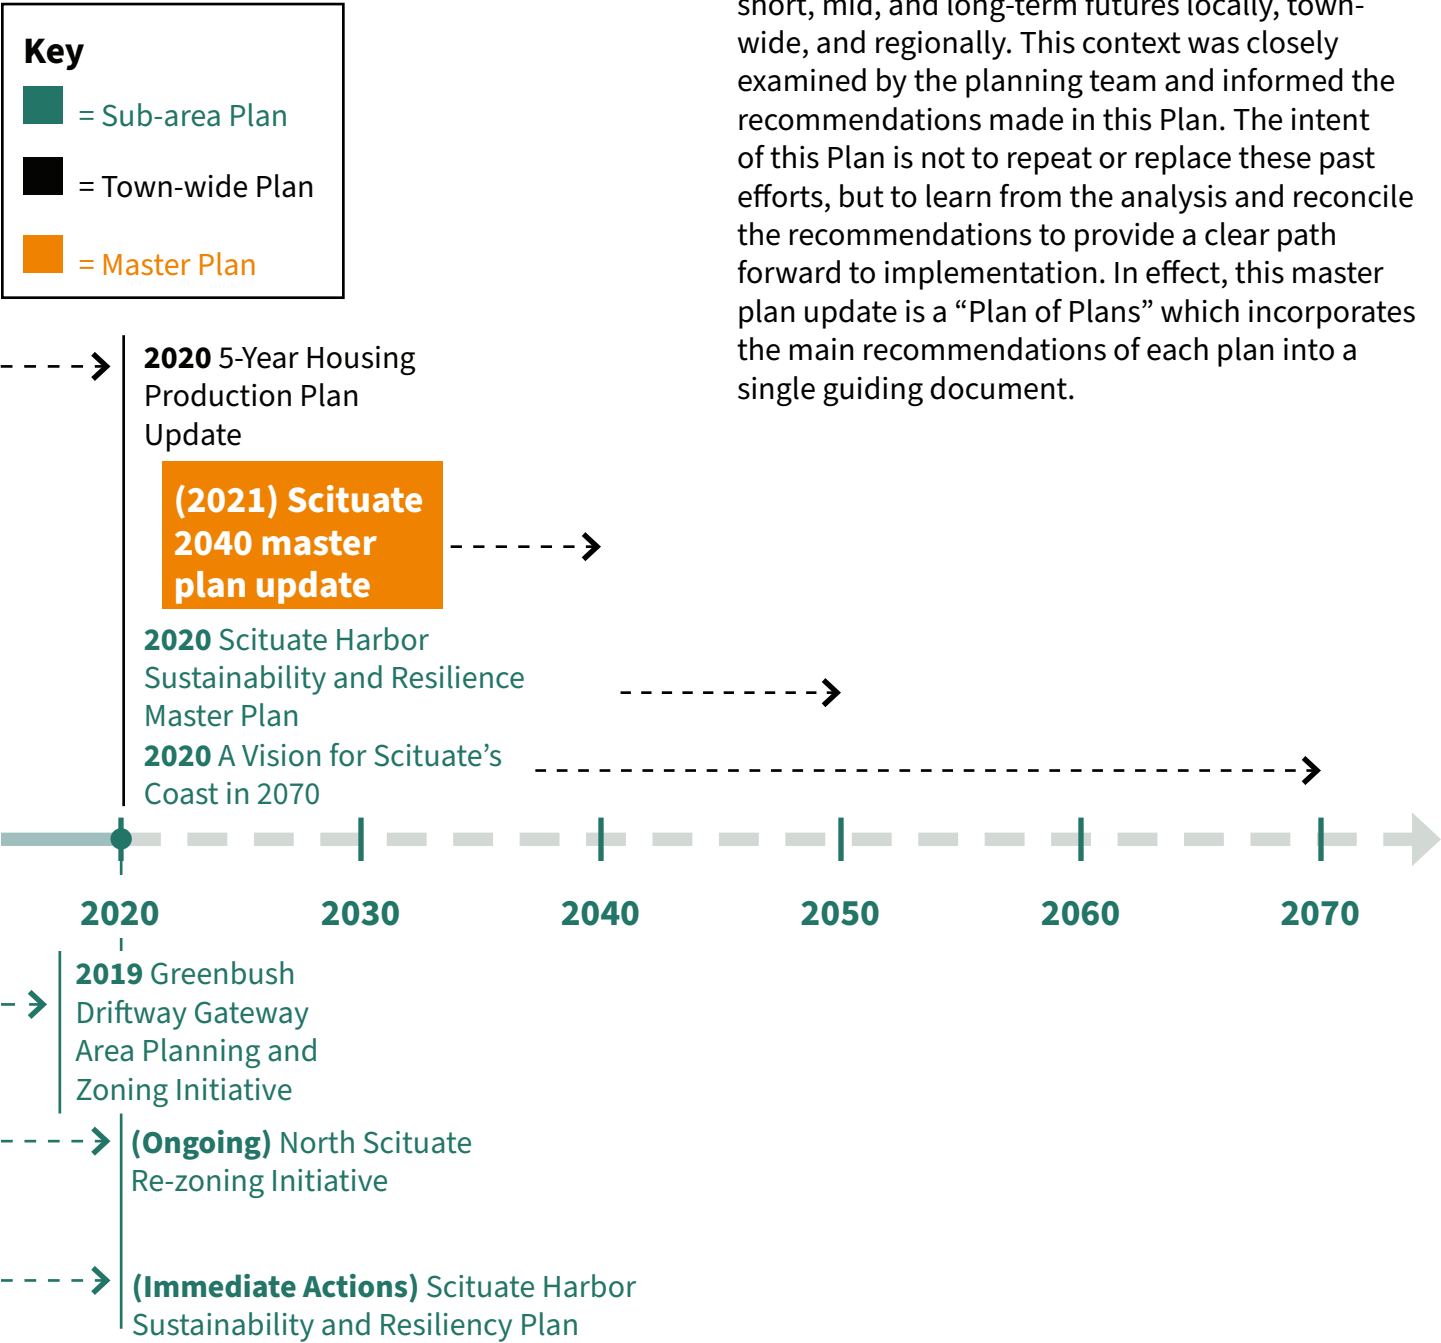 Key
= Sub-area Plan
= Town-wide Plan
= Master Plan
short, mid, and long-term futures locally, town-
wide, and regionally. This context was closely
examined by the planning team and informed the
recommendations made in this Plan. The intent
of this Plan is not to repeat or replace these past
efforts, but to learn from the analysis and reconcile
the recommendations to provide a clear path
forward to implementation. In effect, this master
plan update is a “Plan of Plans” which incorporates
the main recommendations of each plan into a
single guiding document.
2020 5-Year Housing
Production Plan
Update
(2021) Scituate
2040 master
plan update
2020 Scituate Harbor
Sustainability and Resilience
Master Plan
2020 A Vision for Scituate’s
Coast in 2070
2020 2030 2040 2050 2060 2070
2019 Greenbush
Driftway Gateway
Area Planning and
Zoning Initiative
(Ongoing) North Scituate
Re-zoning Initiative
(Immediate Actions) Scituate Harbor
Sustainability and Resiliency Plan